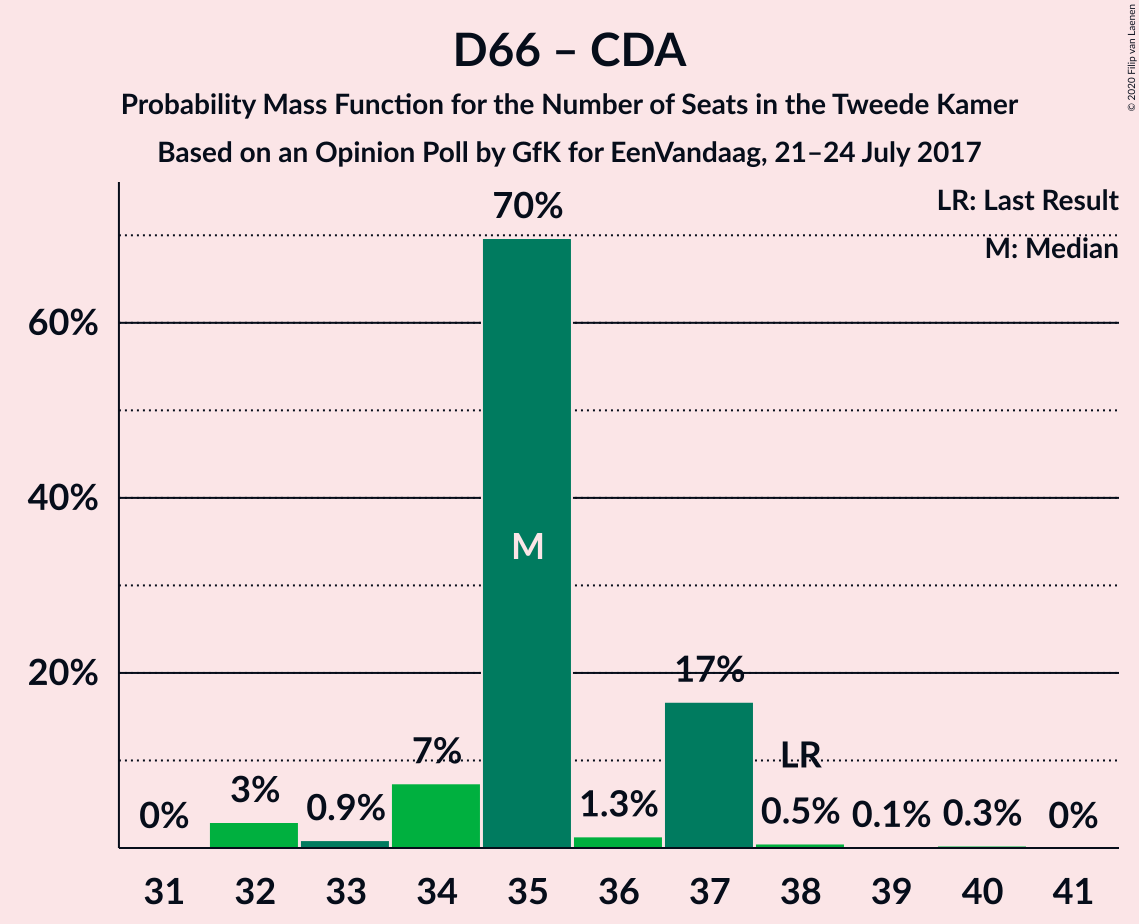 D66 – CDA
Probability Mass Function for the Number of Seats in the Tweede Kamer
Based on an Opinion Poll by GfK for EenVandaag, 21–24 July 2017
© 2020 Filip van Laenen
LR: Last Result
M: Median
60%
40%
20%
0%
3%
0.9%
7%
70%
M
1.3%
17%
LR
0.5%
0.1%
0.3%
0%
31 32 33 34 35 36 37 38 39 40 41